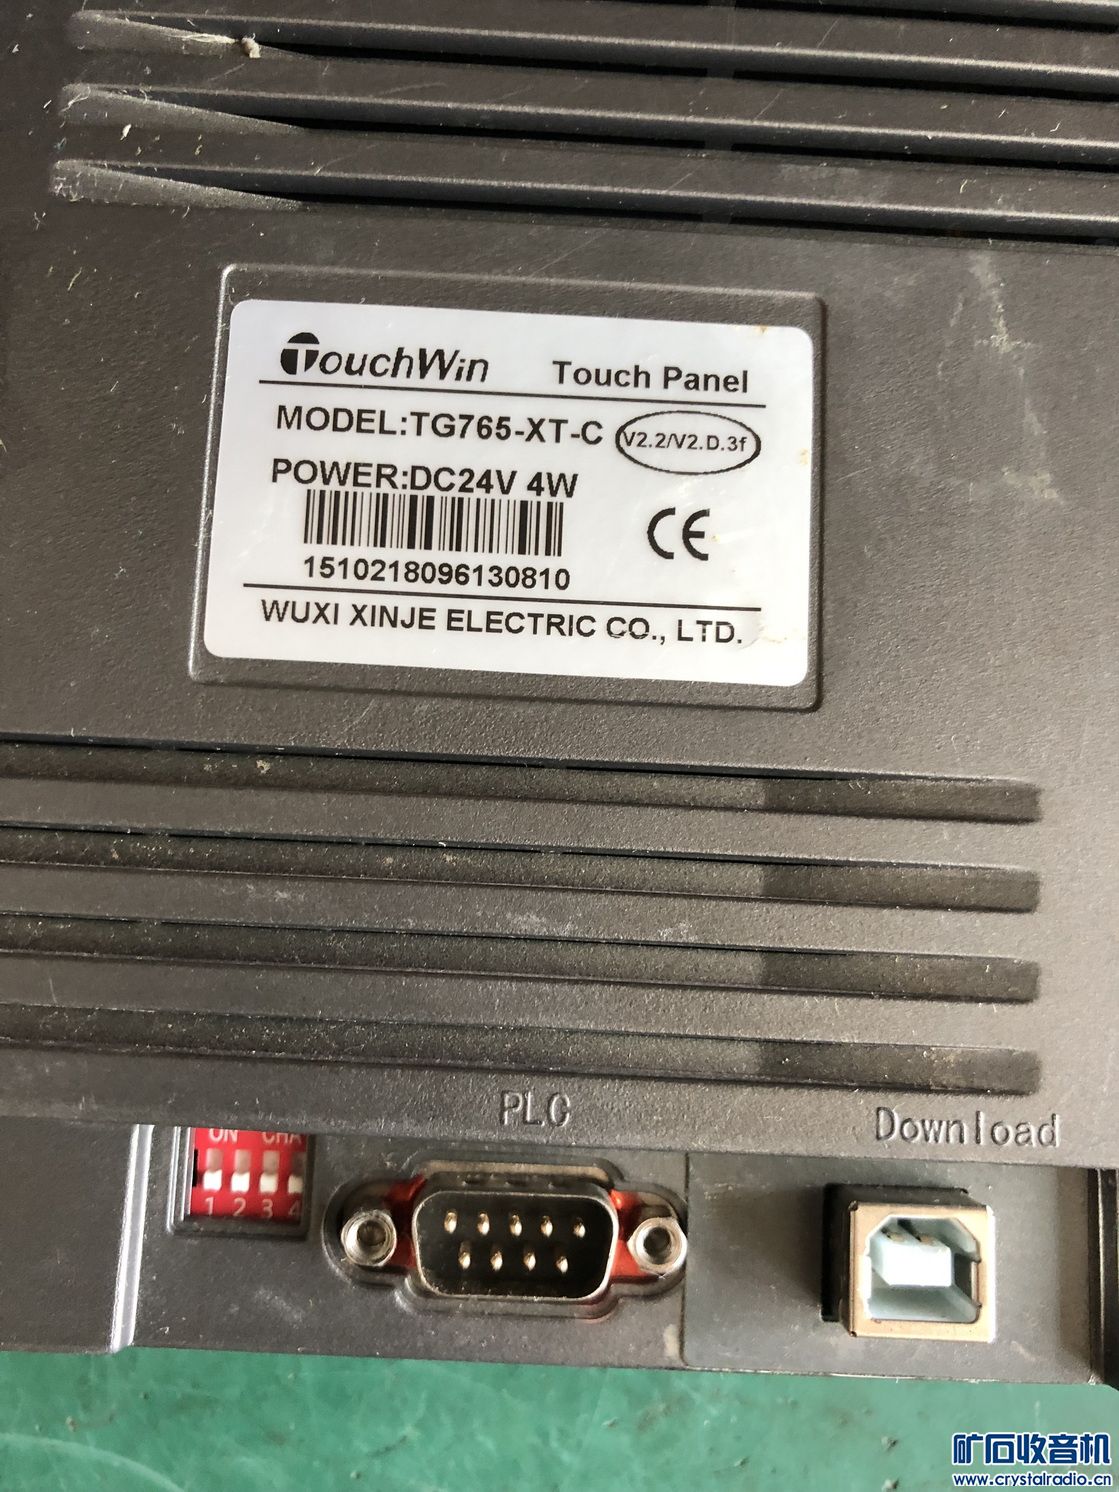 TouchWin Touch Panel
MODEL:TG765-XT-C V2.2/V2.D.3f
POWER:DC24V 4W
CE
1510218096130810
WUXI XINJE ELECTRIC CO., LTD.
PLC
Download
ON CHA
1 2 3 4
矿石收音机
www.crystalradio.cn